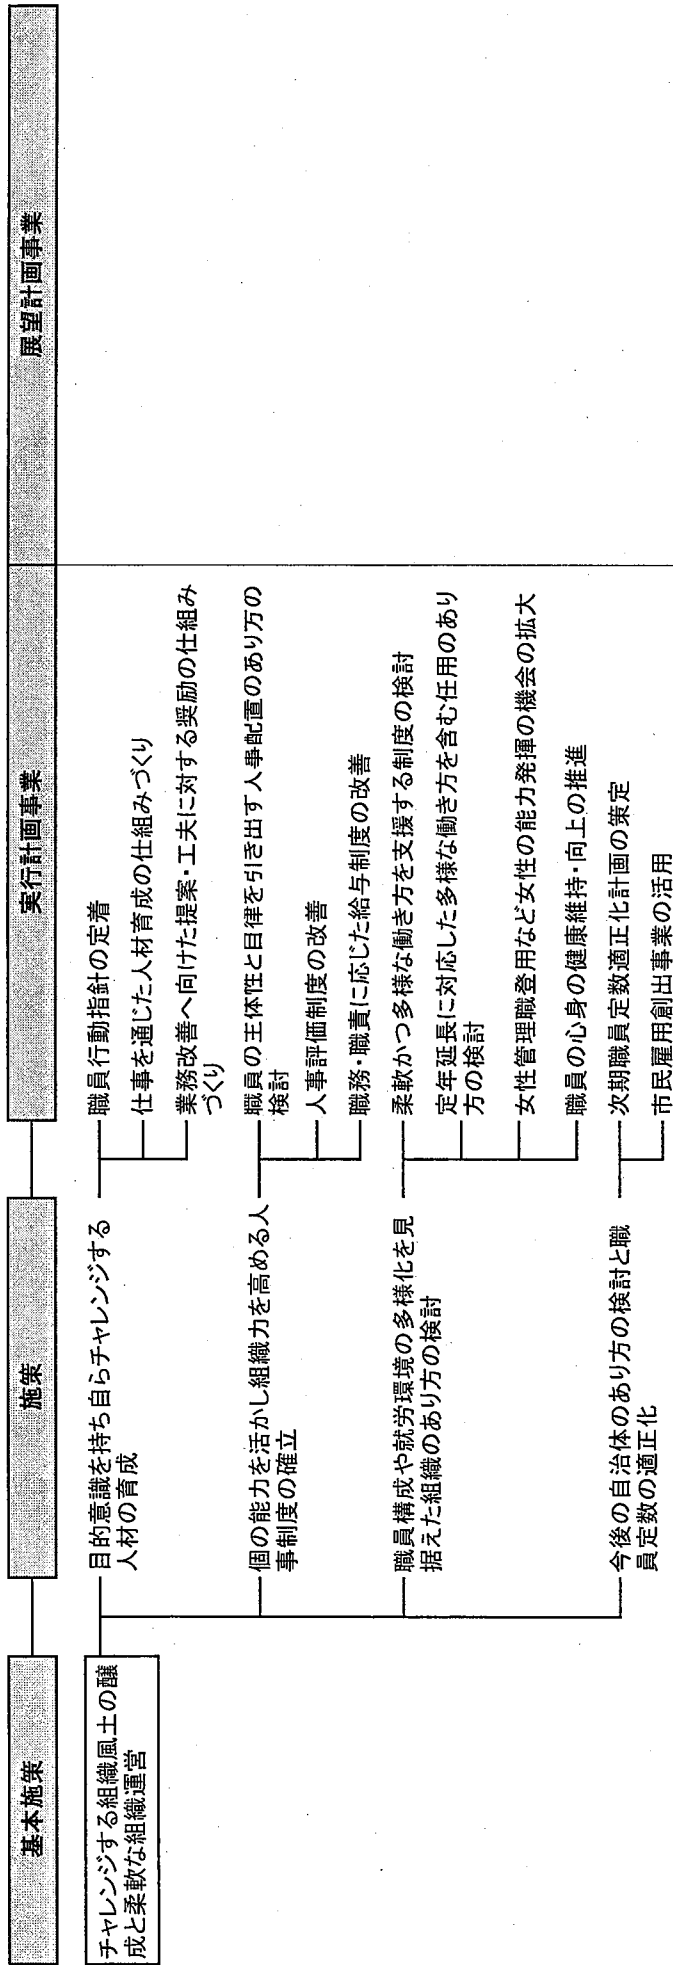 基本施策
施策
実行計画事業
展望計画事業
チャレンジする組織風土の醸
成と柔軟な組織運営
目的意識を持ち自らチャレンジする
人材の育成
職員行動指針の定着
仕事を通じた人材育成の仕組みづくり
業務改善へ向けた提案・工夫に対する奨励の仕組み
づくり
個の能力を活かし組織力を高める人
事制度の確立
職員の主体性と自律を引き出す人事配置のあり方の
検討
人事評価制度の改善
職務・職責に応じた給与制度の改善
職員構成や就労環境の多様化を見
据えた組織のあり方の検討
柔軟かつ多様な働き方を支援する制度の検討
定年延長に対応した多様な働き方を含む任用のあり
方の検討
女性管理職登用など女性の能力発揮の機会の拡大
職員の心身の健康維持・向上の推進
今後の自治体のあり方の検討と職
員定数の適正化
次期職員定数適正化計画の策定
市民雇用創出事業の活用